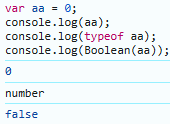 var aa = 0;
console.log(aa);
console.log(typeof aa);
console.log(Boolean(aa));
0
number
false